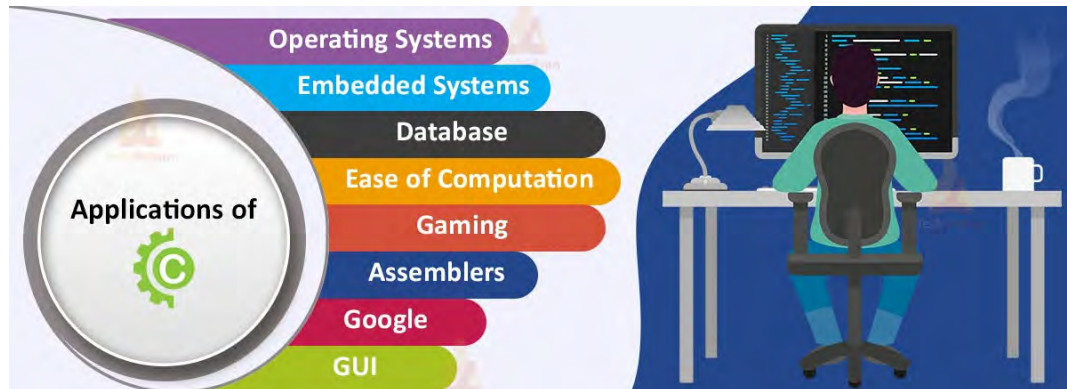 Applications of
C
Operating Systems
Embedded Systems
Database
Ease of Computation
Gaming
Assemblers
Google
GUI